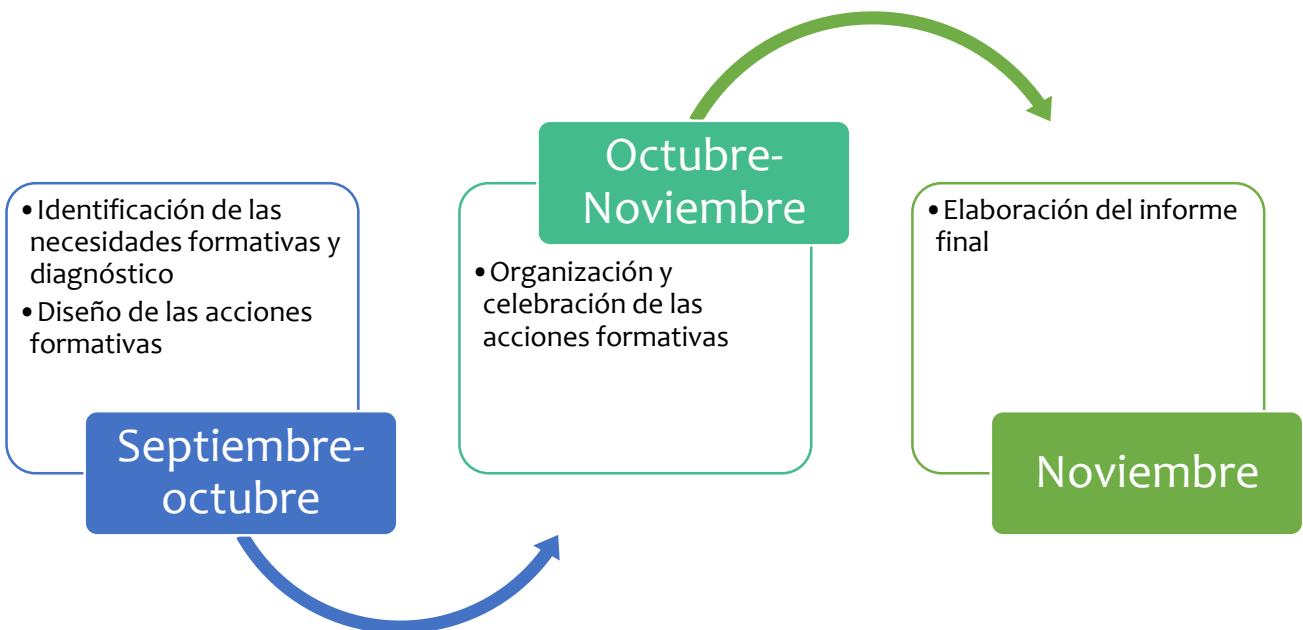 • Identificación de las
necesidades formativas y
diagnóstico
• Diseño de las acciones
formativas
Septiembre-
octubre
Octubre-
Noviembre
• Organización y
celebración de las
acciones formativas
• Elaboración del informe
final
Noviembre